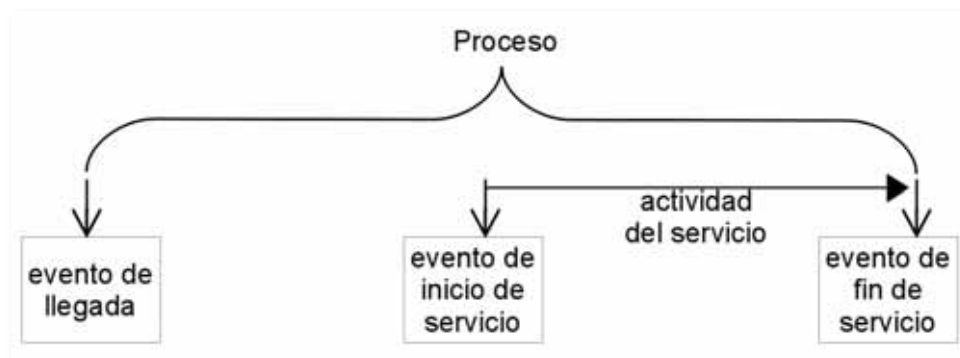 Proceso
actividad
del servicio
evento de
llegada
evento de
inicio de
servicio
evento de
fin de
servicio